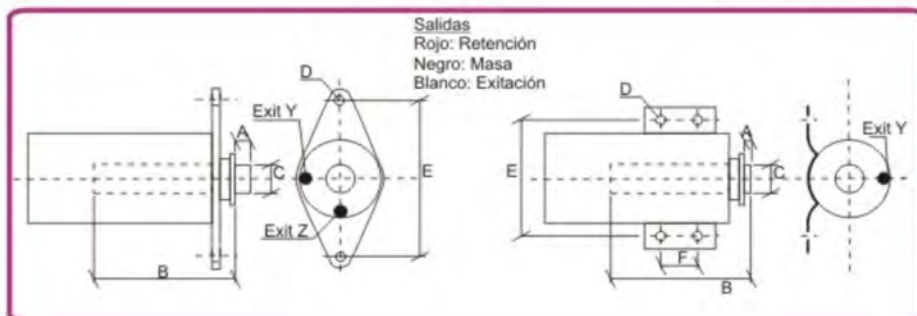 Salidas
Rojo: Retención
Negro: Masa
Blanco: Exitación
D
Exit Y
A
C
E
Exit Z
B
D
E
A
C
F
B
Exit Y